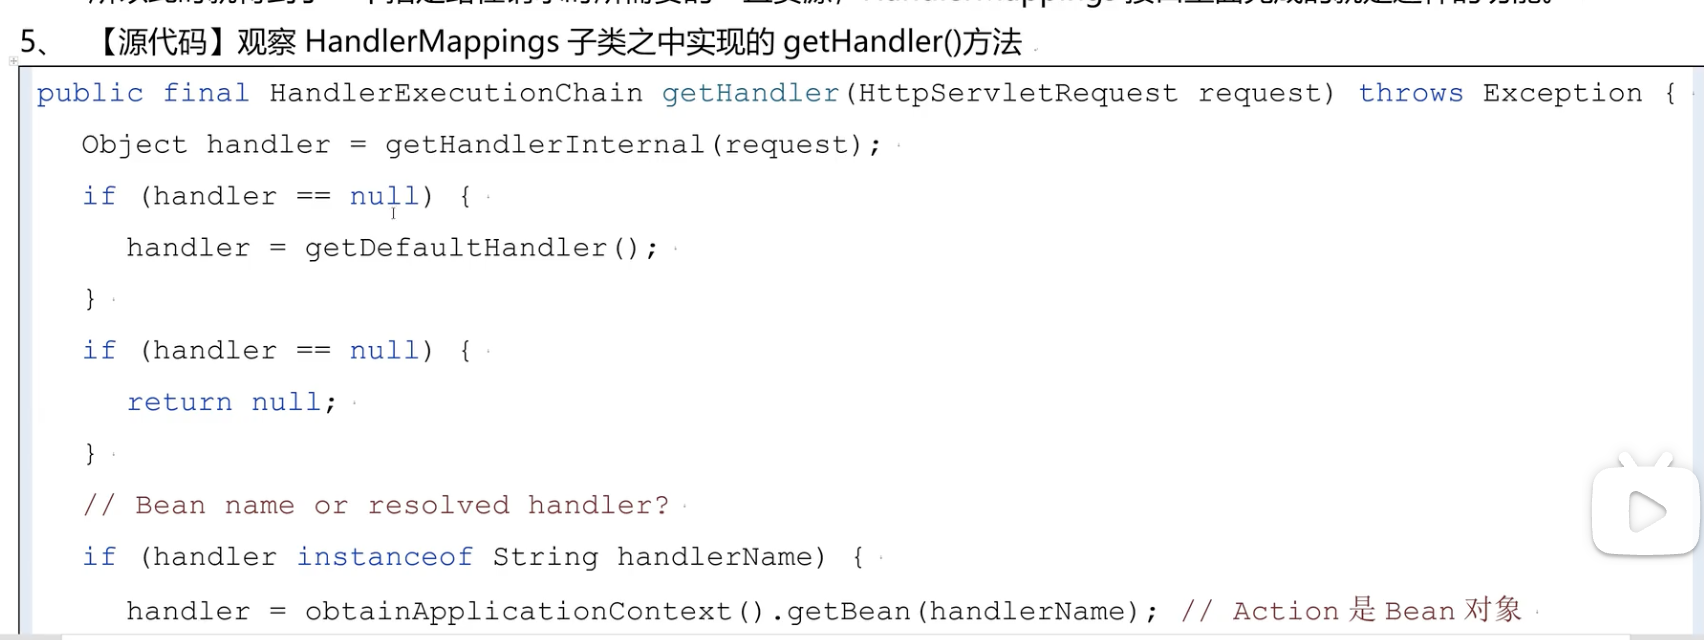 5、 【源代码】观察 HandlerMappings 子类之中实现的 getHandler()方法
public final HandlerExecutionChain getHandler(HttpServletRequest request) throws Exception {
Object handler = getHandlerInternal(request);
if (handler == null) {
handler = getDefaultHandler();
}
if (handler == null) {
return null;
}
// Bean name or resolved handler?
if (handler instanceof String handlerName) {
handler = obtainApplicationContext().getBean(handlerName); // Action 是 Bean 对象